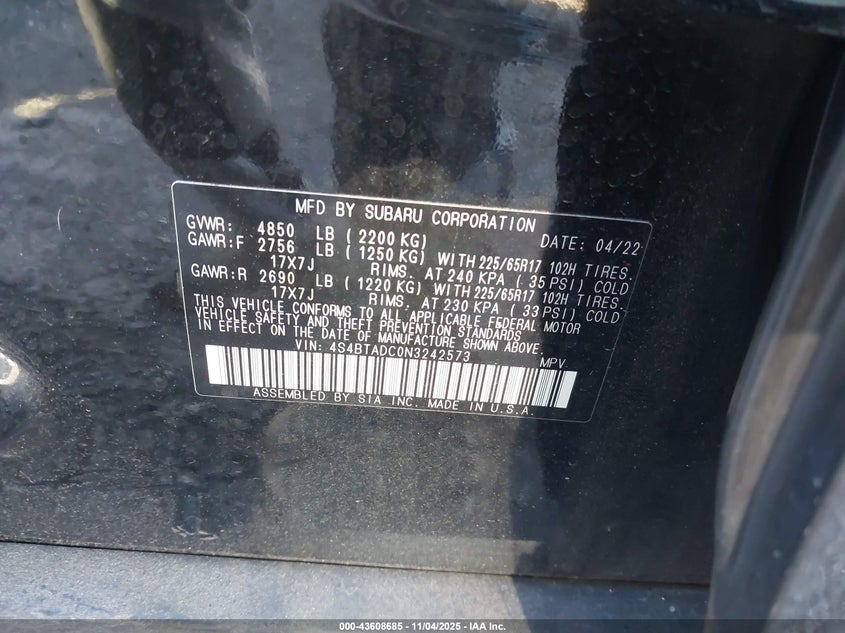 MFD BY SUBARU CORPORATION
GVWR: 4850 LB ( 2200 KG) DATE: 04/22
GAWR:F 2756 LB ( 1250 KG) WITH 225/65R17 102H TIRES.
17X7J RIMS. AT 240 KPA ( 35 PSI) COLD
GAWR:R 2690 LB ( 1220 KG) WITH 225/65R17 102H TIRES.
17X7J RIMS. AT 230 KPA ( 33 PSI) COLD
THIS VEHICLE CONFORMS TO ALL APPLICABLE FEDERAL MOTOR
VEHICLE SAFETY AND THEFT PREVENTION STANDARDS
IN EFFECT ON THE DATE OF MANUFACTURE SHOWN ABOVE.
VIN: 4S4BTADC0N3242573 MPV
ASSEMBLED BY SIA INC. MADE IN U.S.A.
000-43608685 - 11/04/2025 - IAA Inc.